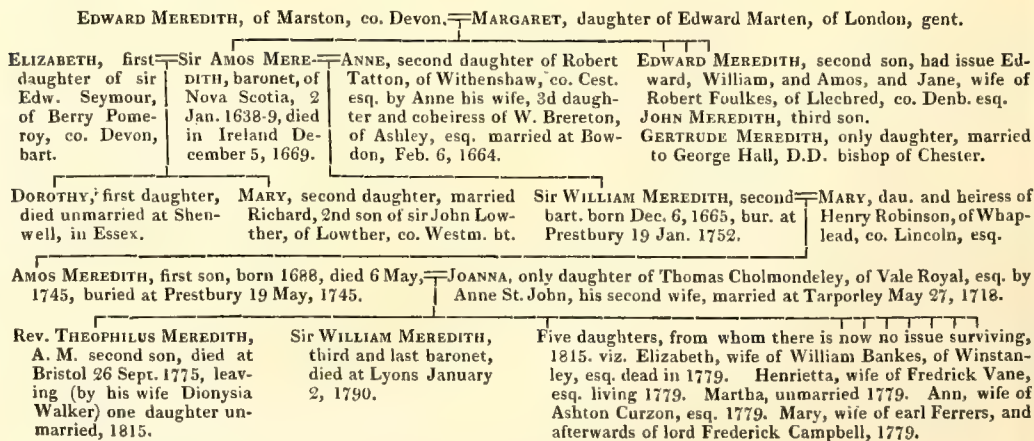 EDWARD MEREDITH, of Marston, co. Devon.=MARGARET, daughter of Edward Marten, of London, gent.
ELIZABETH, first
daughter of sir
Edw. Seymour,
of Berry Pome-
roy, co. Devon,
bart.
Sir AMOS MERE-
DITH, baronet, of
Nova Scotia, 2
Jan. 1638-9, died
in Ireland De-
cember 5, 1669.
ANNE, second daughter of Robert
Tatton, of Withenshaw, co. Cest.
esq. by Anne his wife, 3d daugh-
ter and coheiress of W. Brereton,
of Ashley, esq. married at Bow-
don, Feb. 6, 1664.
EDWARD MEREDITH, second son, had issue Ed-
ward, William, and Amos, and Jane, wife of
Robert Foulkes, of Llechred, co. Denb. esq.
JOHN MEREDITH, third son.
GERTRUDE MEREDITH, only daughter, married
to George Hall, D.D. bishop of Chester.
DOROTHY, first daughter,
died unmarried at Shen-
well, in Essex.
MARY, second daughter, married
Richard, 2nd son of sir John Low-
ther, of Lowther, co. Westm. bt.
Sir WILLIAM MEREDITH, second
bart. born Dec. 6, 1665, bur. at
Prestbury 19 Jan. 1752.
MARY, dau. and heiress of
Henry Robinson, of Whap-
lead, co. Lincoln, esq.
AMOS MEREDITH, first son, born 1688, died 6 May,
1745, buried at Prestbury 19 May, 1745.
JOANNA, only daughter of Thomas Cholmondeley, of Vale Royal, esq. by
Anne St. John, his second wife, married at Tarporley May 27, 1718.
Rev. THEOPHILUS MEREDITH,
A. M. second son, died at
Bristol 26 Sept. 1775, leav-
ing (by his wife Dionysia
Walker) one daughter un-
married, 1815.
Sir WILLIAM MEREDITH,
third and last baronet,
died at Lyons January
2, 1790.
Five daughters, from whom there is now no issue surviving,
1815. viz. Elizabeth, wife of William Bankes, of Winstan-
ley, esq. dead in 1779. Henrietta, wife of Fredrick Vane,
esq. living 1779. Martha, unmarried 1779. Ann, wife of
Ashton Curzon, esq. 1779. Mary, wife of earl Ferrers, and
afterwards of lord Frederick Campbell, 1779.